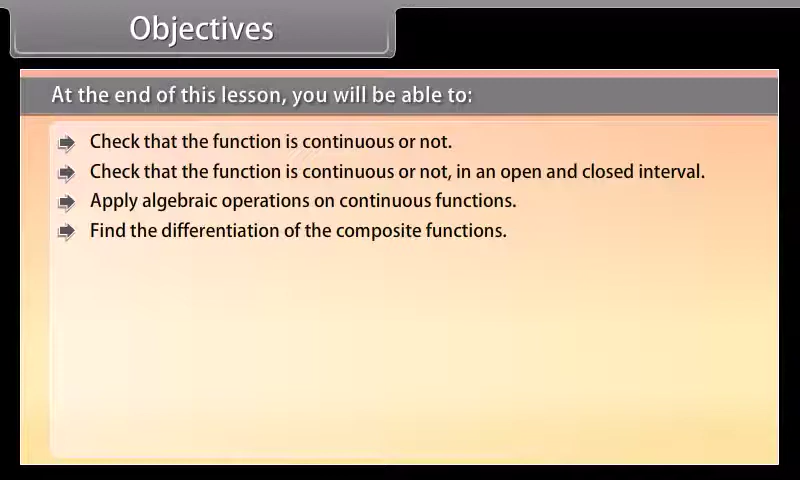 Objectives
At the end of this lesson, you will be able to:
Check that the function is continuous or not.
Check that the function is continuous or not, in an open and closed interval.
Apply algebraic operations on continuous functions.
Find the differentiation of the composite functions.